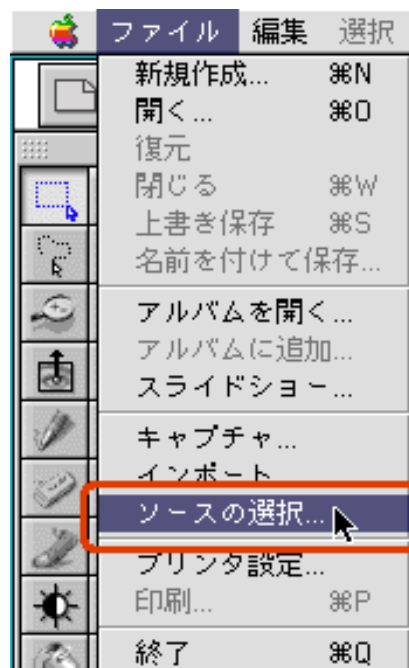 ファイル 編集 選択
新規作成... ⌘N
開く... ⌘O
復元
閉じる ⌘W
上書き保存 ⌘S
名前を付けて保存...
アルバムを開く...
アルバムに追加...
スライドショー...
キャプチャ...
インポート
ソースの選択...
プリンタ設定...
印刷... ⌘P
終了 ⌘Q